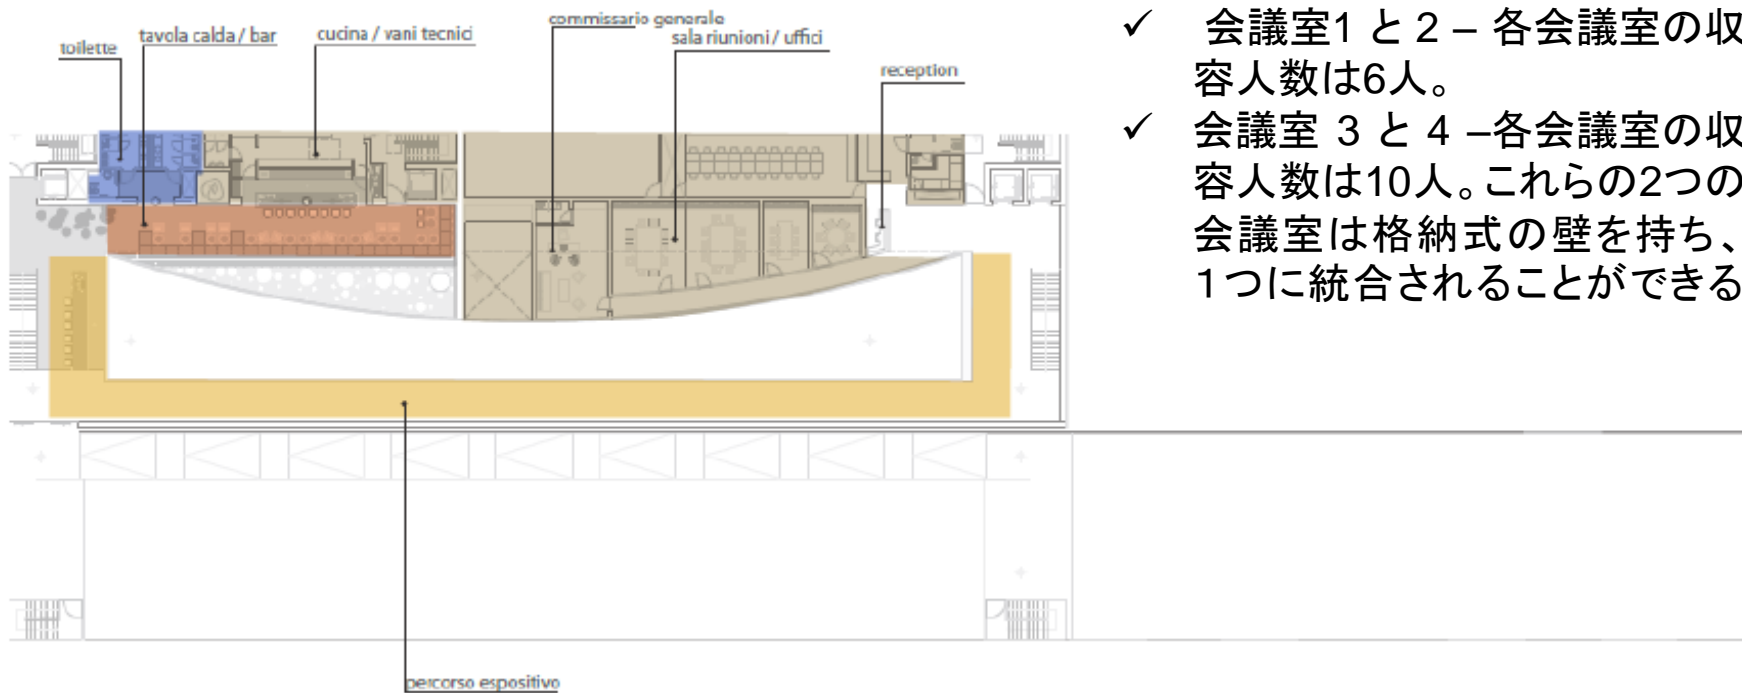 commissario generale
tavola calda / bar
cucina / vani tecnici
sala riunioni / uffici
toilette
reception
percorso espositivo
✓ 会議室1 と 2 – 各会議室の収
容人数は6人。
✓ 会議室 3 と 4 –各会議室の収
容人数は10人。これらの2つの
会議室は格納式の壁を持ち、
1つに統合されることができる